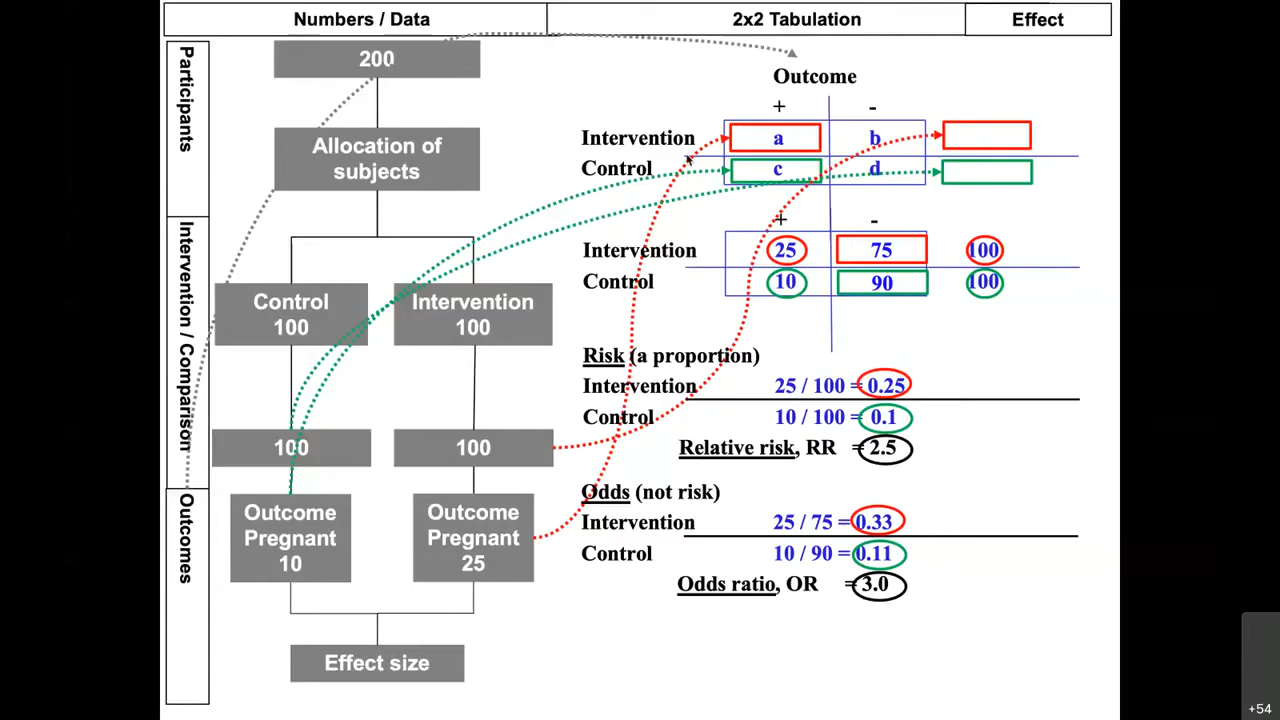 Numbers / Data
2x2 Tabulation
Effect
Participants
200
Allocation of
subjects
Intervention / Comparison
Control
100
Intervention
100
100
100
Outcomes
Outcome
Pregnant
10
Outcome
Pregnant
25
Effect size
Outcome
+ -
Intervention a b
Control c d
+ -
Intervention 25 75 100
Control 10 90 100
Risk (a proportion)
Intervention 25 / 100 = 0.25
Control 10 / 100 = 0.1
Relative risk, RR = 2.5
Odds (not risk)
Intervention 25 / 75 = 0.33
Control 10 / 90 = 0.11
Odds ratio, OR = 3.0
+54